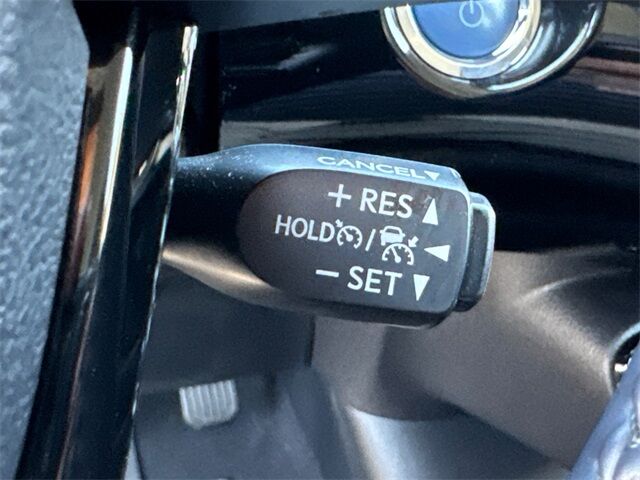 CANCEL▼
+ RES ▲
HOLD / ◀
− SET ▼